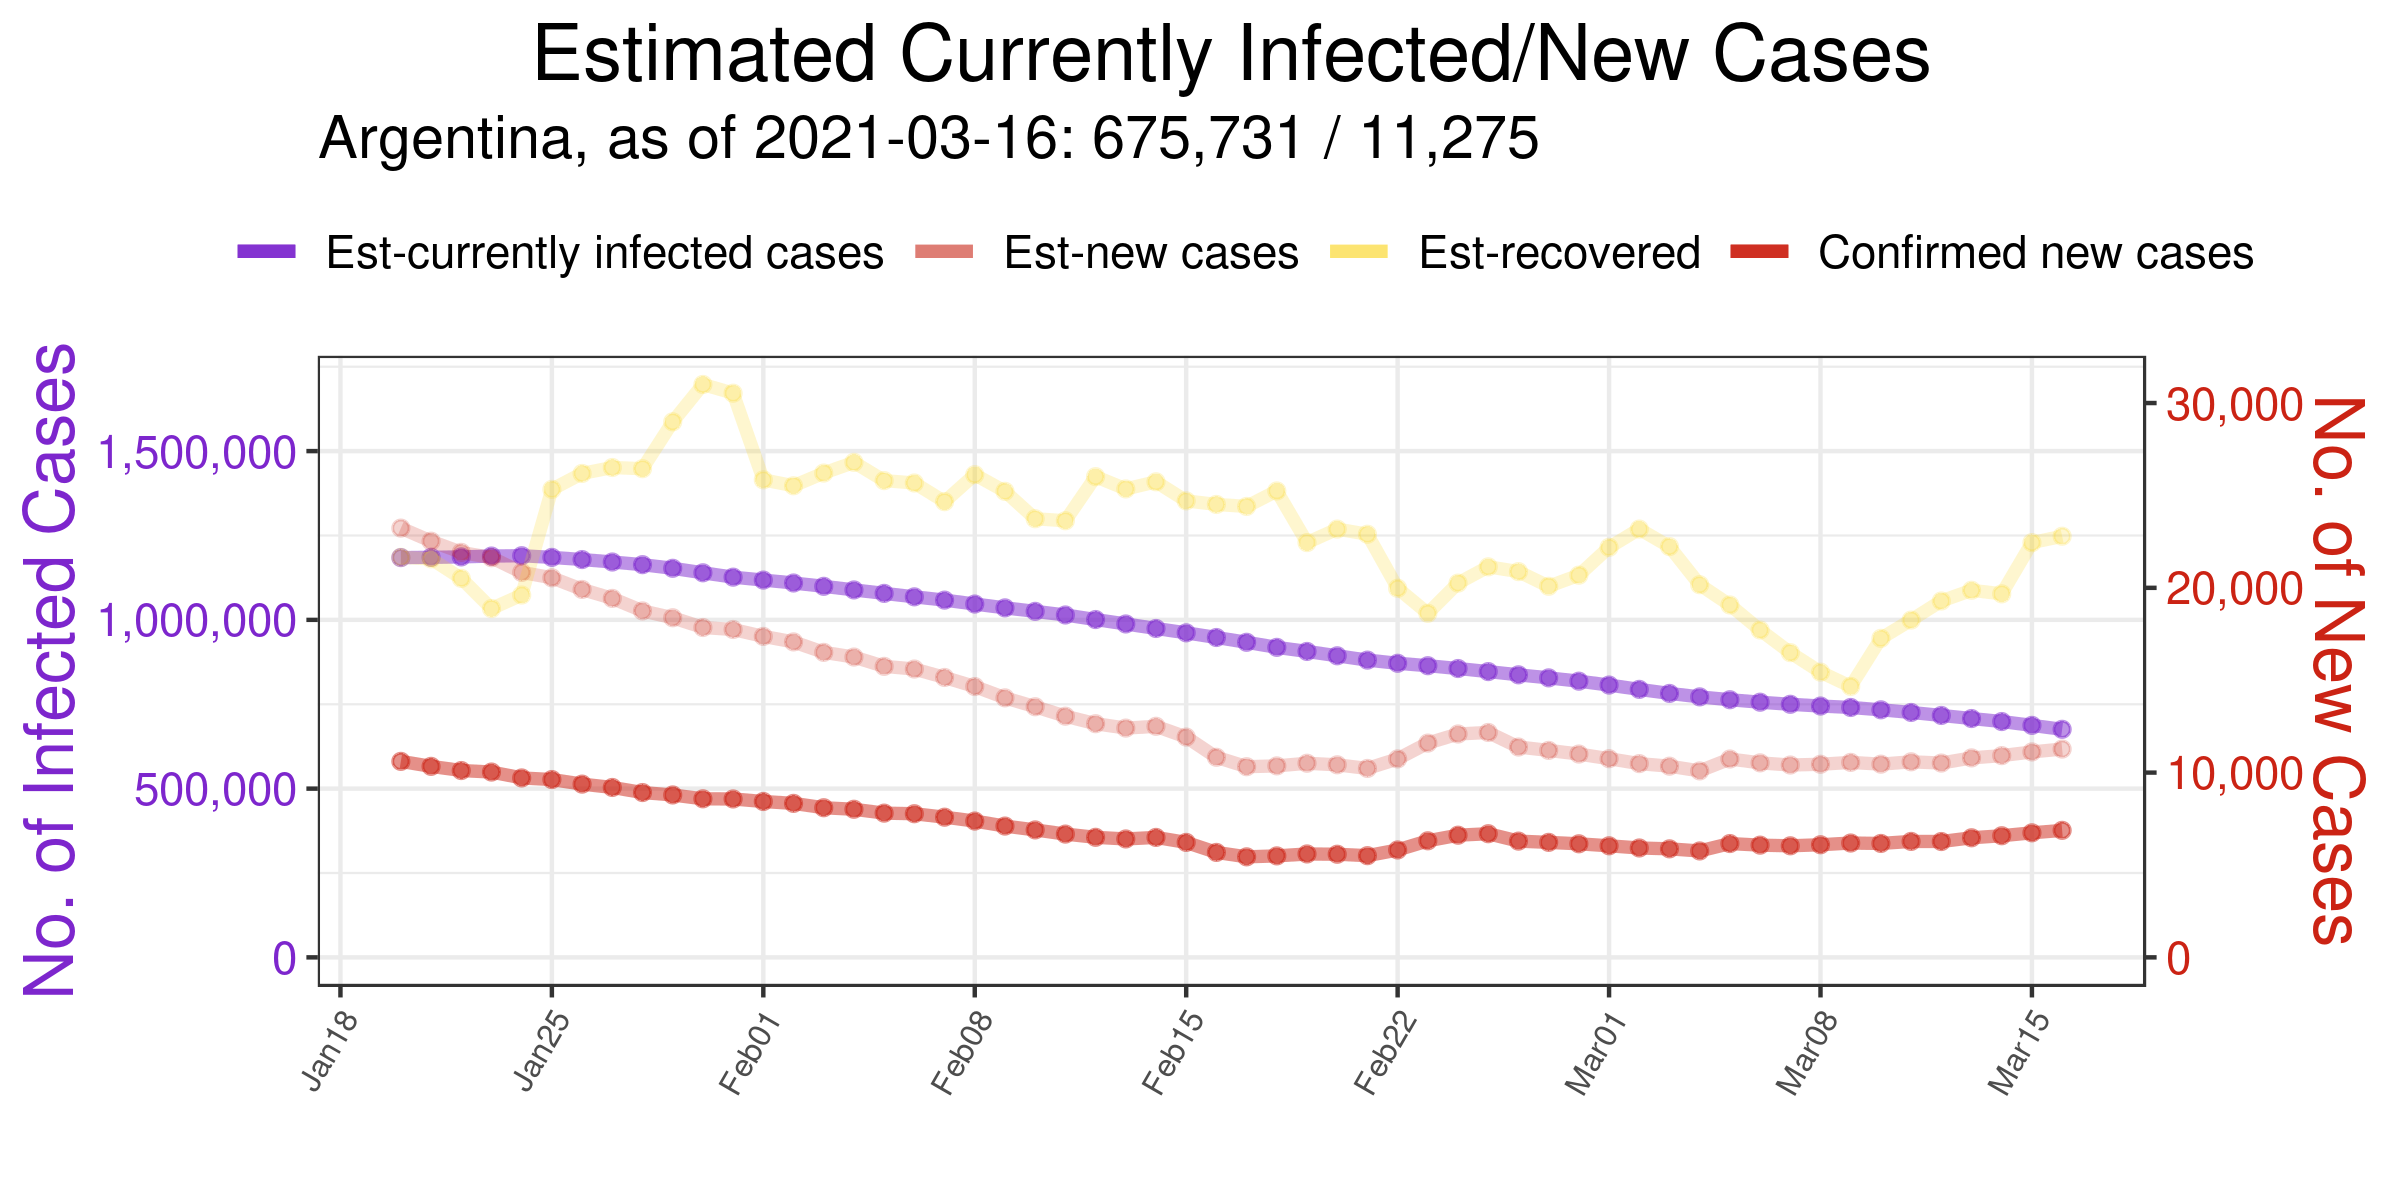 Estimated Currently Infected/New Cases
Argentina, as of 2021-03-16: 675,731 / 11,275
Est-currently infected cases Est-new cases Est-recovered Confirmed new cases
No. of Infected Cases
1,500,000
1,000,000
500,000
0
30,000
20,000
10,000
0
No. of New Cases
Jan18 Jan25 Feb01 Feb08 Feb15 Feb22 Mar01 Mar08 Mar15